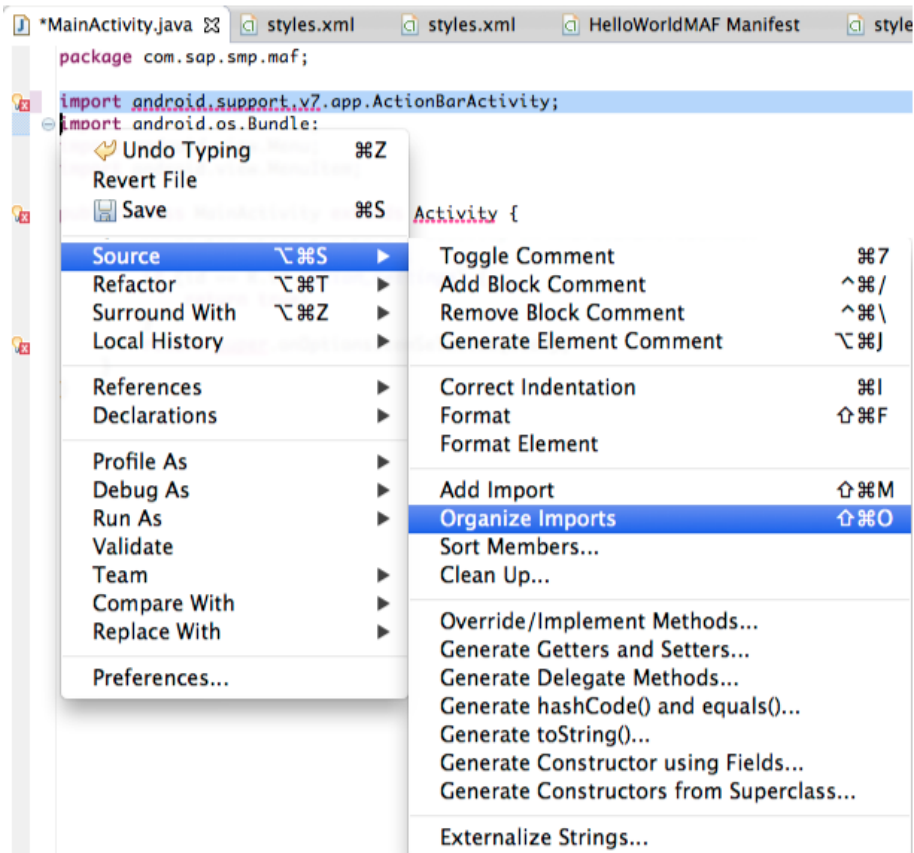 *MainActivity.java styles.xml styles.xml HelloWorldMAF Manifest style
package com.sap.smp.maf;
import android.support.v7.app.ActionBarActivity;
import android.os.Bundle;
Undo Typing ⌘Z
Revert File
Save ⌘S
Activity {
Source ⌥⌘S ▶
Refactor ⌥⌘T ▶
Surround With ⌥⌘Z ▶
Local History ▶
References ▶
Declarations ▶
Profile As ▶
Debug As ▶
Run As ▶
Validate
Team ▶
Compare With ▶
Replace With ▶
Preferences...
Toggle Comment ⌘7
Add Block Comment ^⌘/
Remove Block Comment ^⌘\
Generate Element Comment ⌥⌘J
Correct Indentation ⌘I
Format ⇧⌘F
Format Element
Add Import ⇧⌘M
Organize Imports ⇧⌘O
Sort Members...
Clean Up...
Override/Implement Methods...
Generate Getters and Setters...
Generate Delegate Methods...
Generate hashCode() and equals()...
Generate toString()...
Generate Constructor using Fields...
Generate Constructors from Superclass...
Externalize Strings...